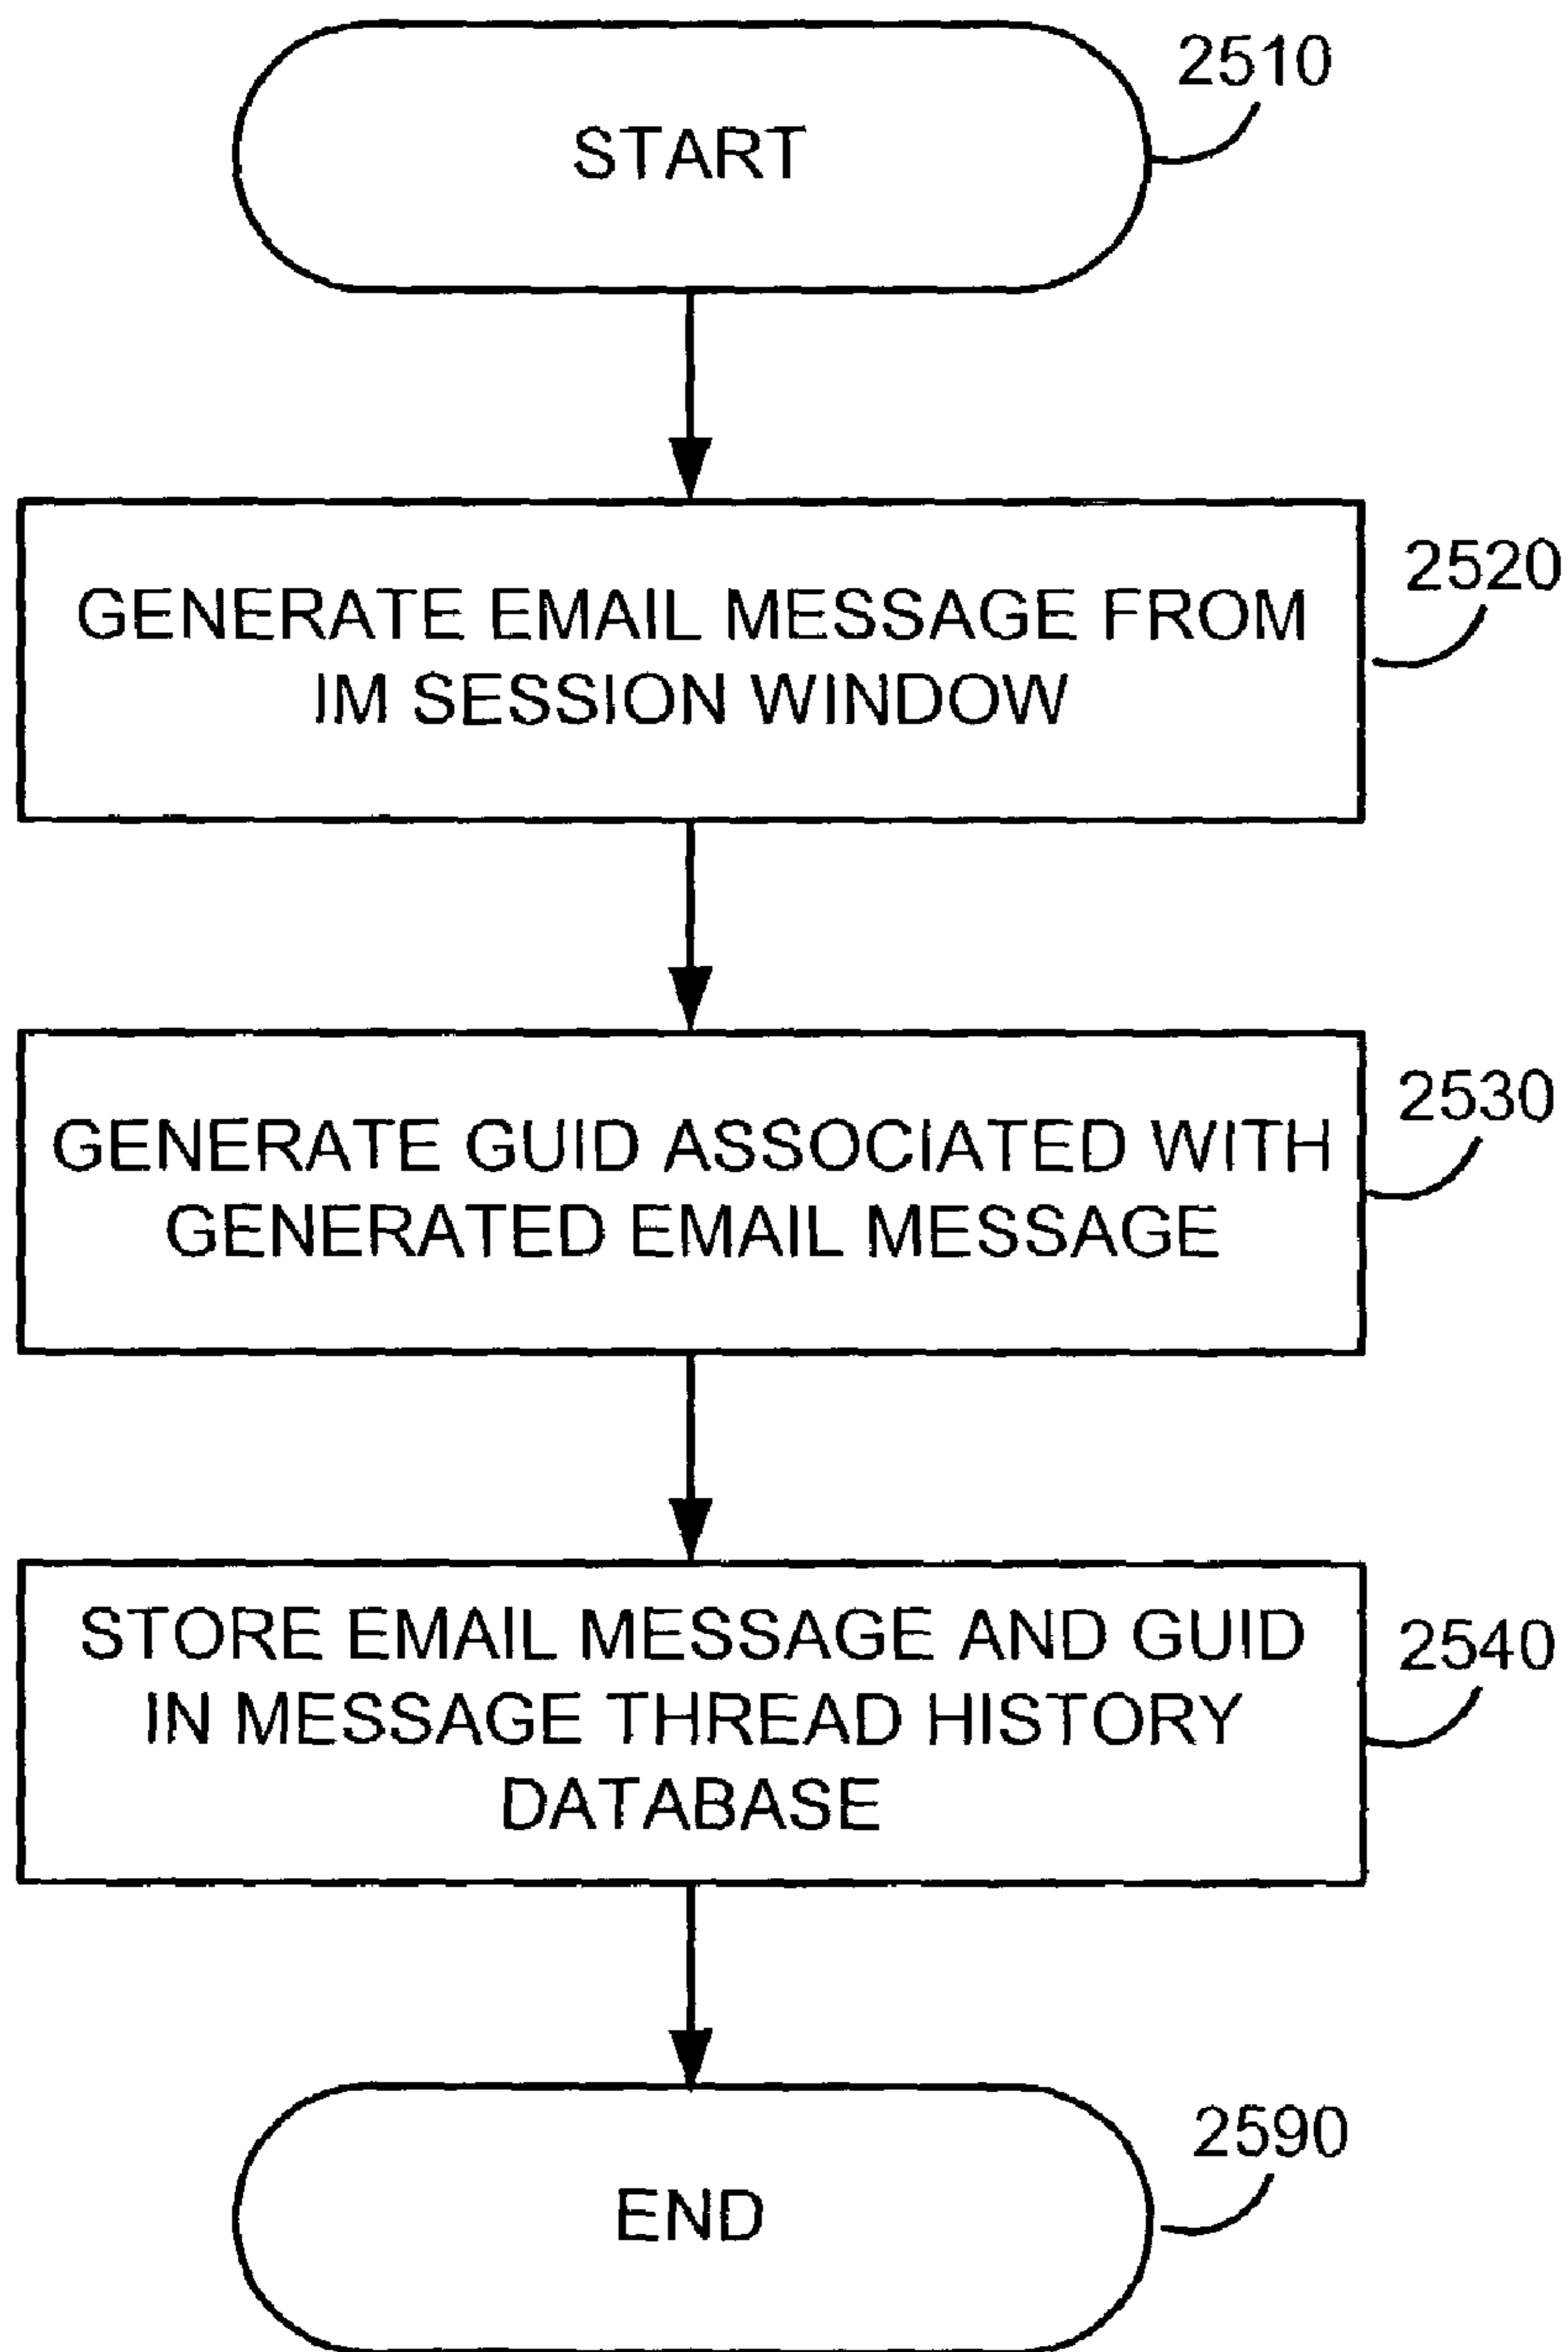 START
2510
GENERATE EMAIL MESSAGE FROM
IM SESSION WINDOW
2520
GENERATE GUID ASSOCIATED WITH
GENERATED EMAIL MESSAGE
2530
STORE EMAIL MESSAGE AND GUID
IN MESSAGE THREAD HISTORY
DATABASE
2540
END
2590